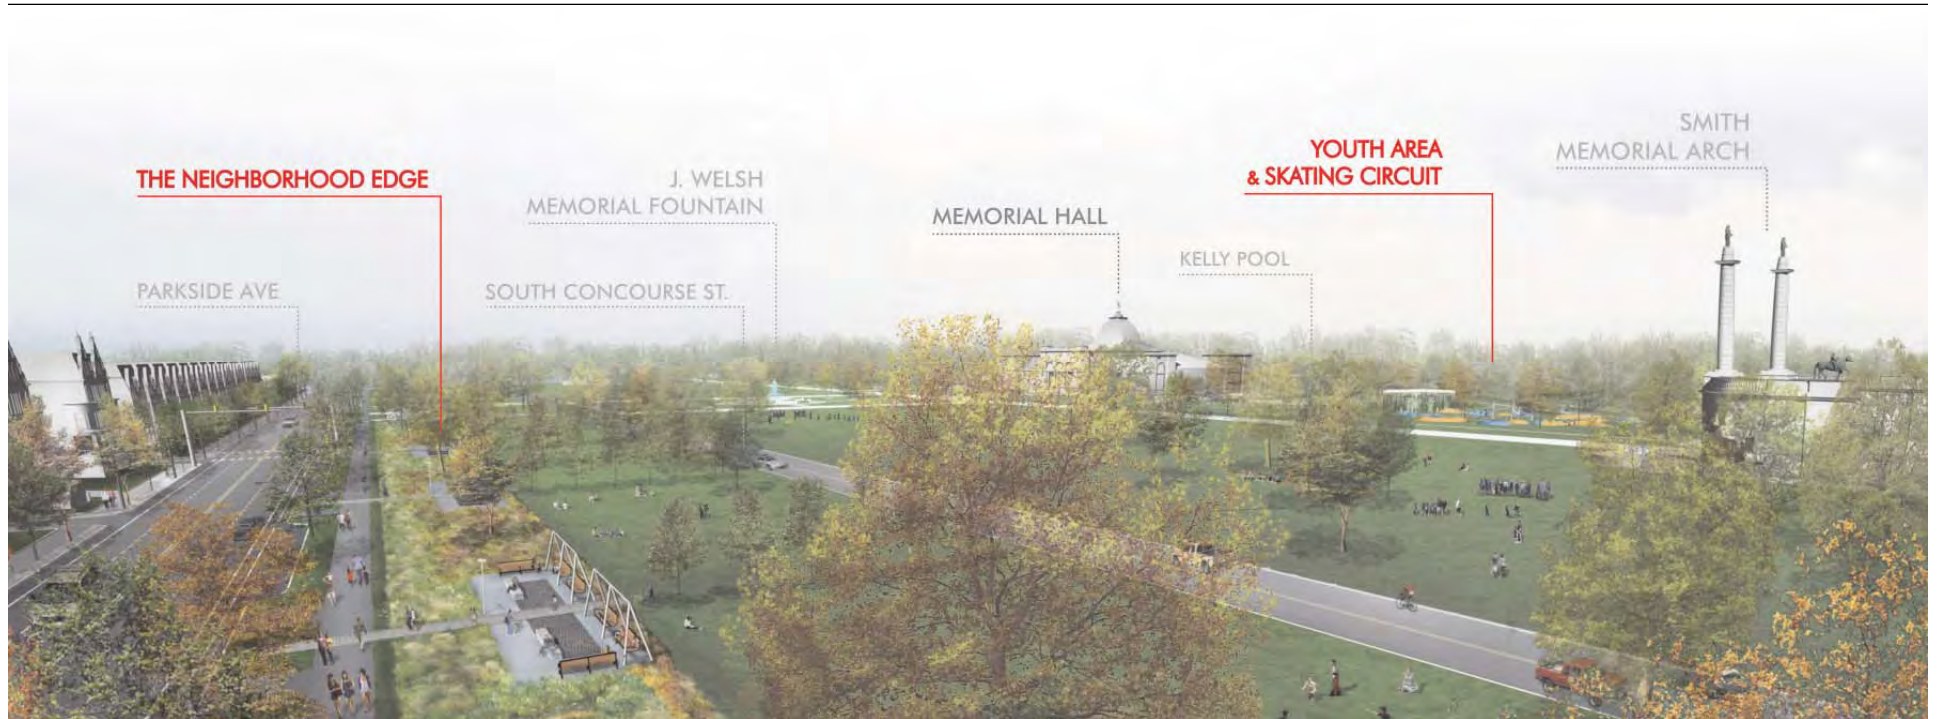 THE NEIGHBORHOOD EDGE
PARKSIDE AVE.
J. WELSH
MEMORIAL FOUNTAIN
SOUTH CONCOURSE ST.
MEMORIAL HALL
KELLY POOL
YOUTH AREA
& SKATING CIRCUIT
SMITH
MEMORIAL ARCH